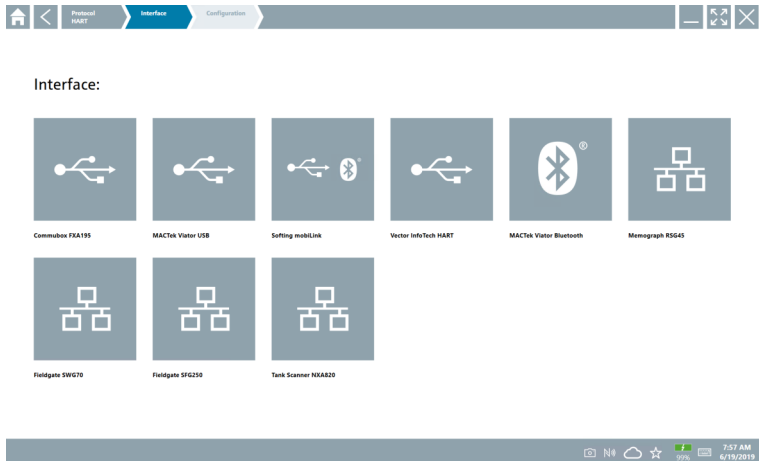 Protocol
HART
Interface
Configuration
Interface:
Commubox FXA195
MACTek Viator USB
Softing mobiLink
Vector InfoTech HART
MACTek Viator Bluetooth
Memograph RSG45
Fieldgate SWG70
Fieldgate SFG250
Tank Scanner NXA820
99%
7:57 AM
6/19/2019